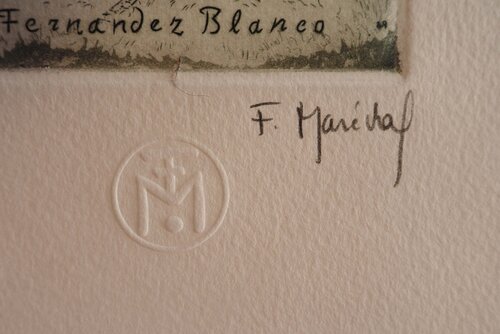 Fernandez Blanco
F. Maréchal
M